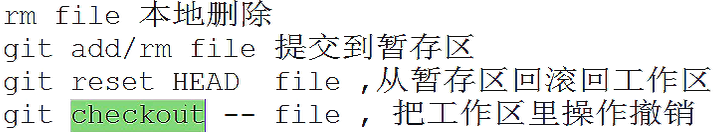 rm file 本地删除
git add/rm file 提交到暂存区
git reset HEAD  file ,从暂存区回滚回工作区
git checkout -- file , 把工作区里操作撤销